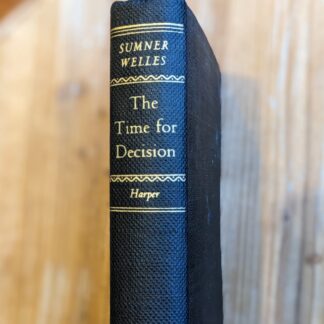 SUMNER
WELLES
The
Time for
Decision
Harper